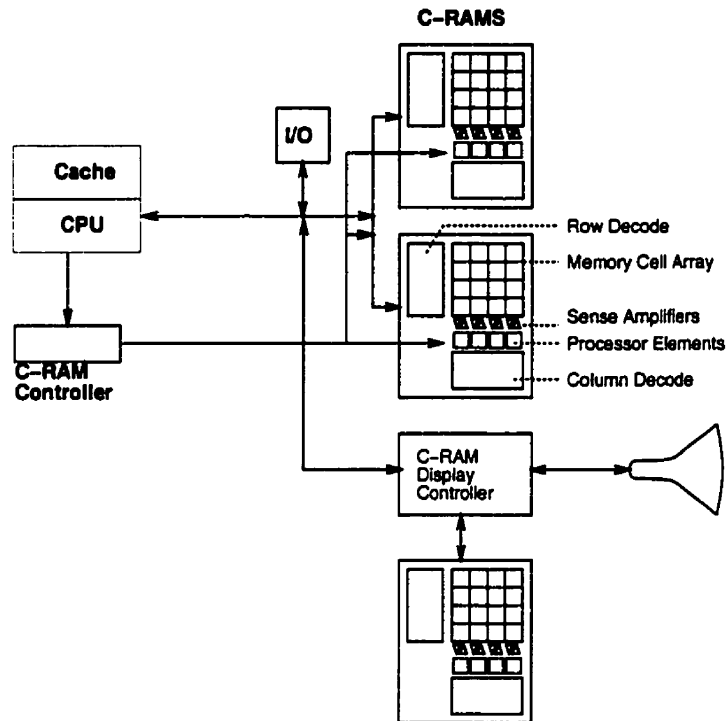 C-RAMS
I/O
Cache
CPU
Row Decode
Memory Cell Array
Sense Amplifiers
Processor Elements
Column Decode
C-RAM
Controller
C-RAM
Display
Controller